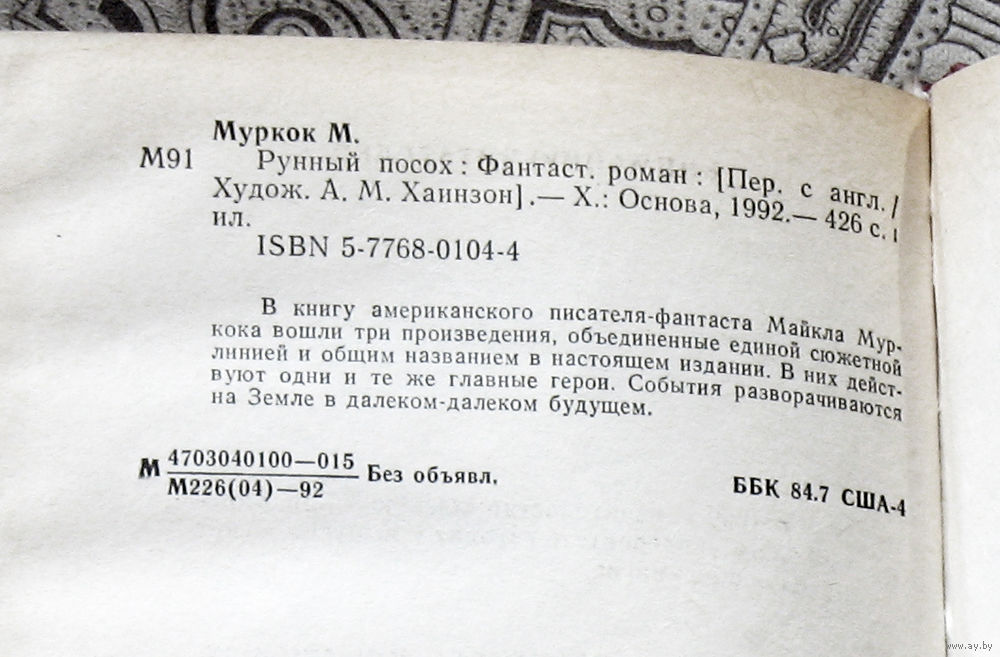 Муркок М.
М91 Рунный посох : Фантаст. роман : [Пер. с англ./
Худож. А. М. Хаинзон].— Х.: Основа, 1992.— 426 с. :
ил.
ISBN 5-7768-0104-4
В книгу американского писателя-фантаста Майкла Мур-
кока вошли три произведения, объединенные единой сюжетной
линией и общим названием в настоящем издании. В них дейст-
вуют одни и те же главные герои. События разворачиваются
на Земле в далеком-далеком будущем.
М 4703040100—015
М226(04)—92
Без объявл.
ББК 84.7 США-4
www.ay.by